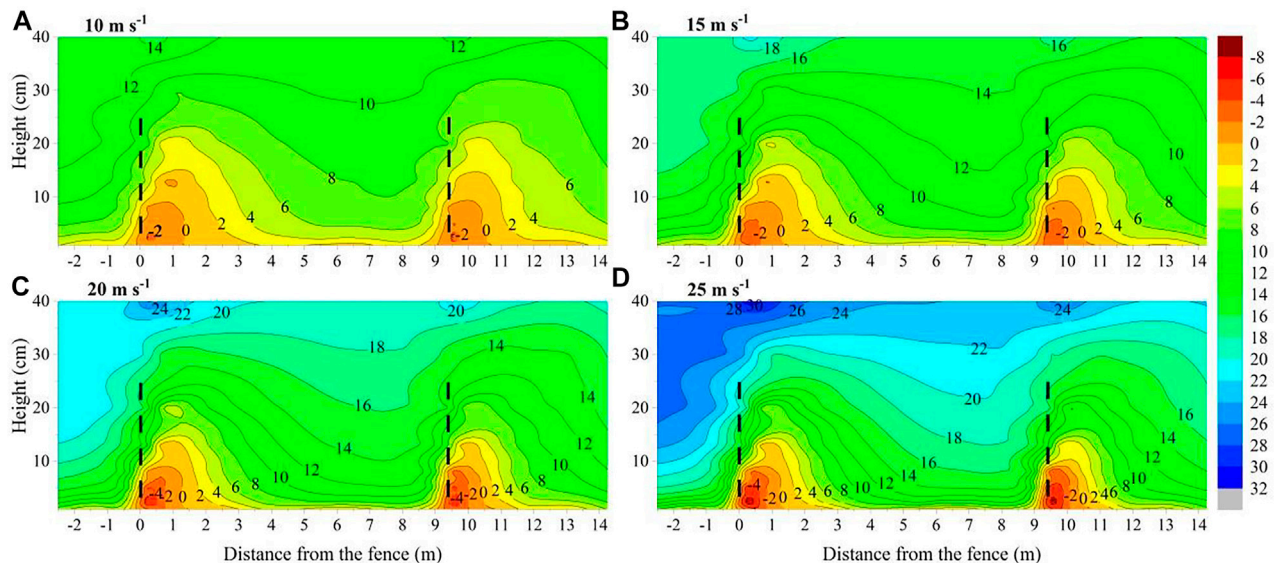 A 10 m s⁻¹ B 15 m s⁻¹
40 14 12 40 18 16
12 16 -8
30 30 14 -6
10 -4
Height (cm) -2
20 20 12 10 0
8 6 2
10 10 10 8 4
2 4 6 2 4 2 4 6 8 2 4 6 6
-2 0 -2 0 -2 0 -2 0 8
-2 -1 0 1 2 3 4 5 6 7 8 9 10 11 12 13 14 -2 -1 0 1 2 3 4 5 6 7 8 9 10 11 12 13 14 10
C 20 m s⁻¹ D 25 m s⁻¹ 12
40 24 22 20 20 40 28 30 26 24 24 14
18 14 22 16
30 30 18
16 14 20 16 20
Height (cm) 22
20 20 24
14 12 18 14 26
10 10 10 16 12 28
-4 -2 0 2 4 6 8 10 12 -4 -2 0 2 4 6 8 -4 -2 0 2 4 6 8 10 12 14 -2 0 2 4 6 8 10 30
-2 -1 0 1 2 3 4 5 6 7 8 9 10 11 12 13 14 -2 -1 0 1 2 3 4 5 6 7 8 9 10 11 12 13 14 32
Distance from the fence (m) Distance from the fence (m)